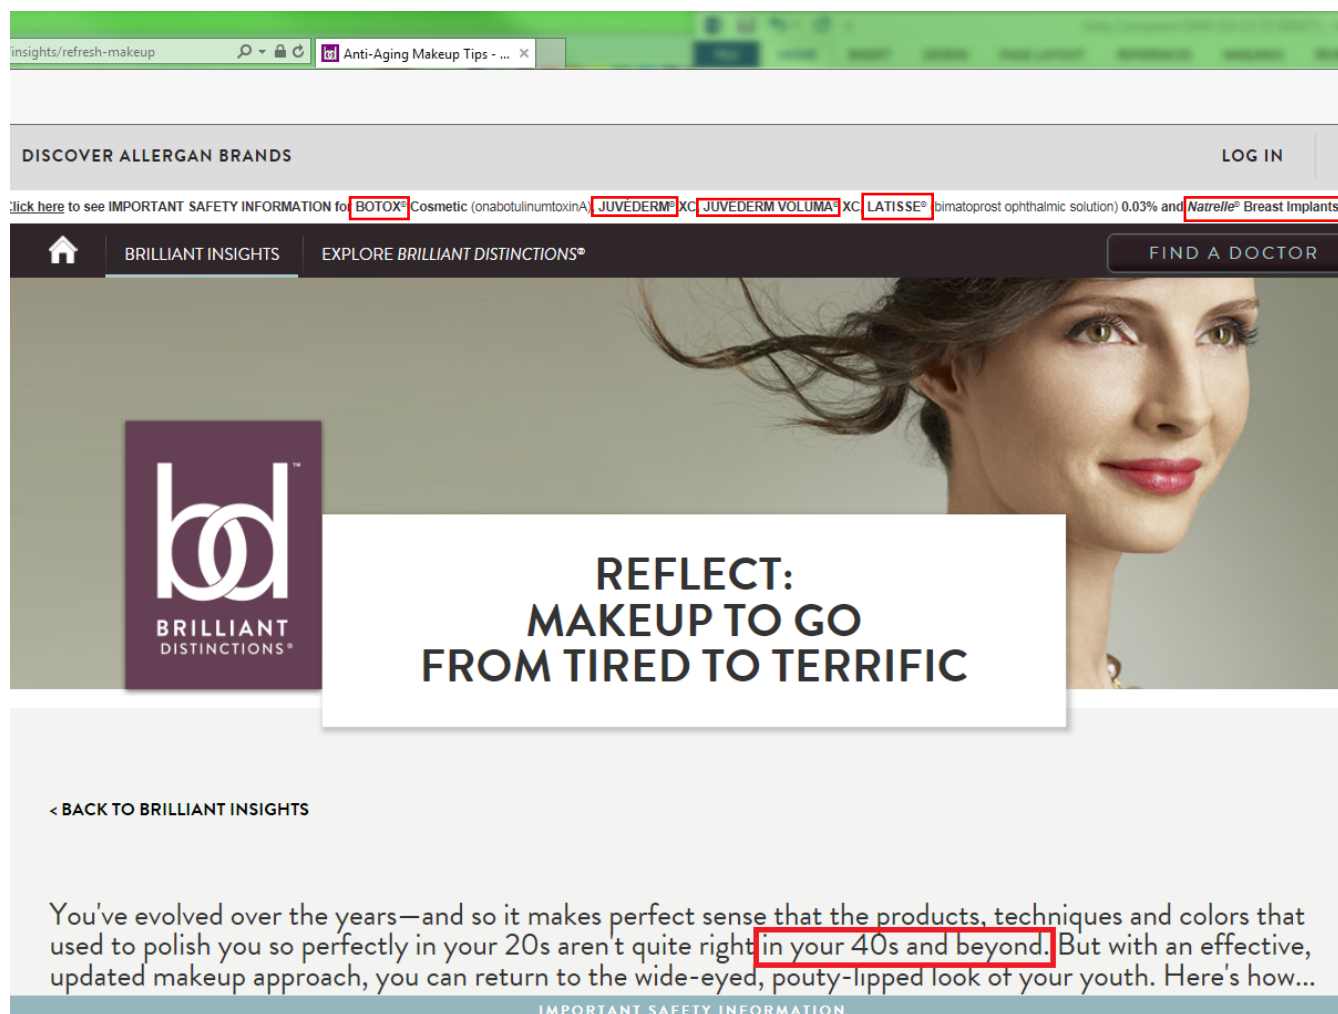 insights/refresh-makeup
Anti-Aging Makeup Tips - ...
DISCOVER ALLERGAN BRANDS
LOG IN
Click here to see IMPORTANT SAFETY INFORMATION for BOTOX® Cosmetic (onabotulinumtoxinA), JUVÉDERM® XC, JUVÉDERM VOLUMA® XC, LATISSE® (bimatoprost ophthalmic solution) 0.03% and Natrelle® Breast Implants
BRILLIANT INSIGHTS
EXPLORE BRILLIANT DISTINCTIONS®
FIND A DOCTOR
bd™
BRILLIANT
DISTINCTIONS®
REFLECT:
MAKEUP TO GO
FROM TIRED TO TERRIFIC
< BACK TO BRILLIANT INSIGHTS
You've evolved over the years—and so it makes perfect sense that the products, techniques and colors that
used to polish you so perfectly in your 20s aren't quite right in your 40s and beyond. But with an effective,
updated makeup approach, you can return to the wide-eyed, pouty-lipped look of your youth. Here's how...
IMPORTANT SAFETY INFORMATION